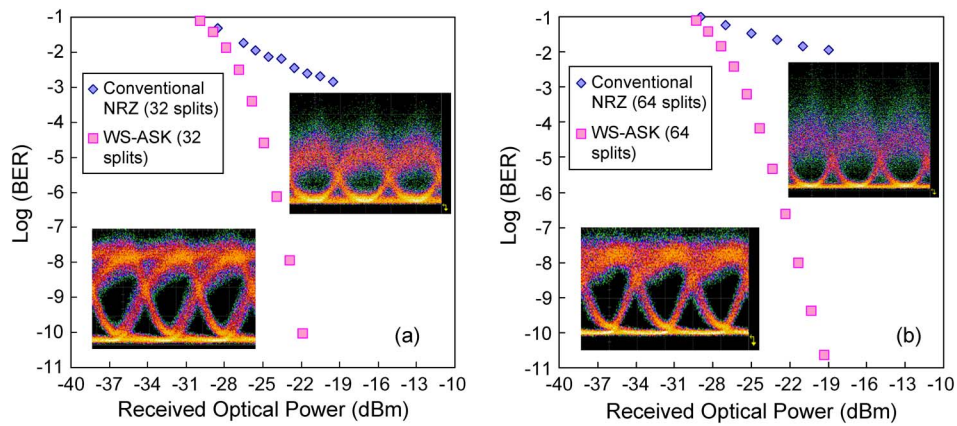 Log (BER)
-1
-2
-3
-4
-5
-6
-7
-8
-9
-10
-11
Conventional
NRZ (32 splits)
WS-ASK (32
splits)
(a)
-40 -37 -34 -31 -28 -25 -22 -19 -16 -13 -10
Received Optical Power (dBm)
Log (BER)
-1
-2
-3
-4
-5
-6
-7
-8
-9
-10
-11
Conventional
NRZ (64 splits)
WS-ASK (64
splits)
(b)
-40 -37 -34 -31 -28 -25 -22 -19 -16 -13 -10
Received Optical Power (dBm)